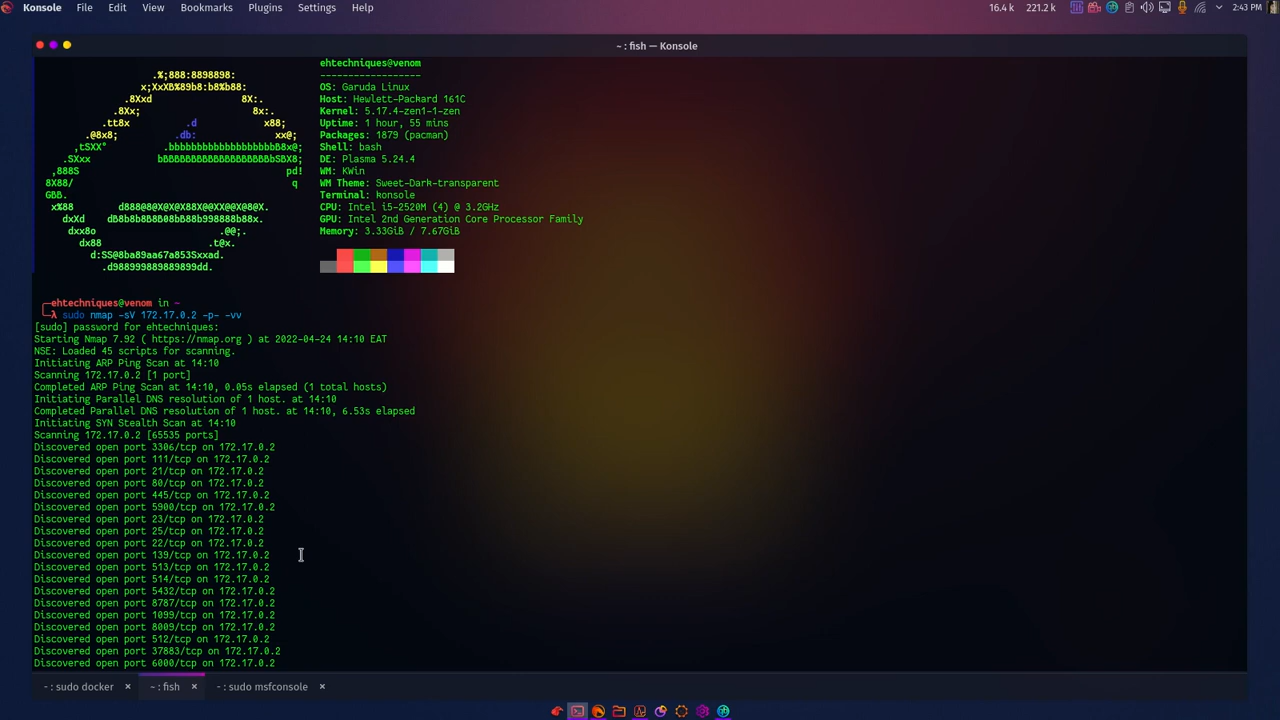 Konsole File Edit View Bookmarks Plugins Settings Help 16.4 k 221.2 k 2:43 PM
~ : fish — Konsole
ehtechniques@venom
------------------
OS: Garuda Linux
Host: Hewlett-Packard 161C
Kernel: 5.17.4-zen1-1-zen
Uptime: 1 hour, 55 mins
Packages: 1879 (pacman)
Shell: bash
DE: Plasma 5.24.4
WM: KWin
WM Theme: Sweet-Dark-transparent
Terminal: konsole
CPU: Intel i5-2520M (4) @ 3.2GHz
GPU: Intel 2nd Generation Core Processor Family
Memory: 3.33GiB / 7.67GiB
ehtechniques@venom in ~
λ sudo nmap -sV 172.17.0.2 -p- -vv
[sudo] password for ehtechniques:
Starting Nmap 7.92 ( https://nmap.org ) at 2022-04-24 14:10 EAT
NSE: Loaded 45 scripts for scanning.
Initiating ARP Ping Scan at 14:10
Scanning 172.17.0.2 [1 port]
Completed ARP Ping Scan at 14:10, 0.05s elapsed (1 total hosts)
Initiating Parallel DNS resolution of 1 host. at 14:10
Completed Parallel DNS resolution of 1 host. at 14:10, 6.53s elapsed
Initiating SYN Stealth Scan at 14:10
Scanning 172.17.0.2 [65535 ports]
Discovered open port 3306/tcp on 172.17.0.2
Discovered open port 111/tcp on 172.17.0.2
Discovered open port 21/tcp on 172.17.0.2
Discovered open port 80/tcp on 172.17.0.2
Discovered open port 445/tcp on 172.17.0.2
Discovered open port 5900/tcp on 172.17.0.2
Discovered open port 23/tcp on 172.17.0.2
Discovered open port 25/tcp on 172.17.0.2
Discovered open port 22/tcp on 172.17.0.2
Discovered open port 139/tcp on 172.17.0.2
Discovered open port 513/tcp on 172.17.0.2
Discovered open port 514/tcp on 172.17.0.2
Discovered open port 5432/tcp on 172.17.0.2
Discovered open port 8787/tcp on 172.17.0.2
Discovered open port 1099/tcp on 172.17.0.2
Discovered open port 8009/tcp on 172.17.0.2
Discovered open port 512/tcp on 172.17.0.2
Discovered open port 37883/tcp on 172.17.0.2
Discovered open port 6000/tcp on 172.17.0.2
~ : sudo docker × ~ : fish × ~ : sudo msfconsole ×